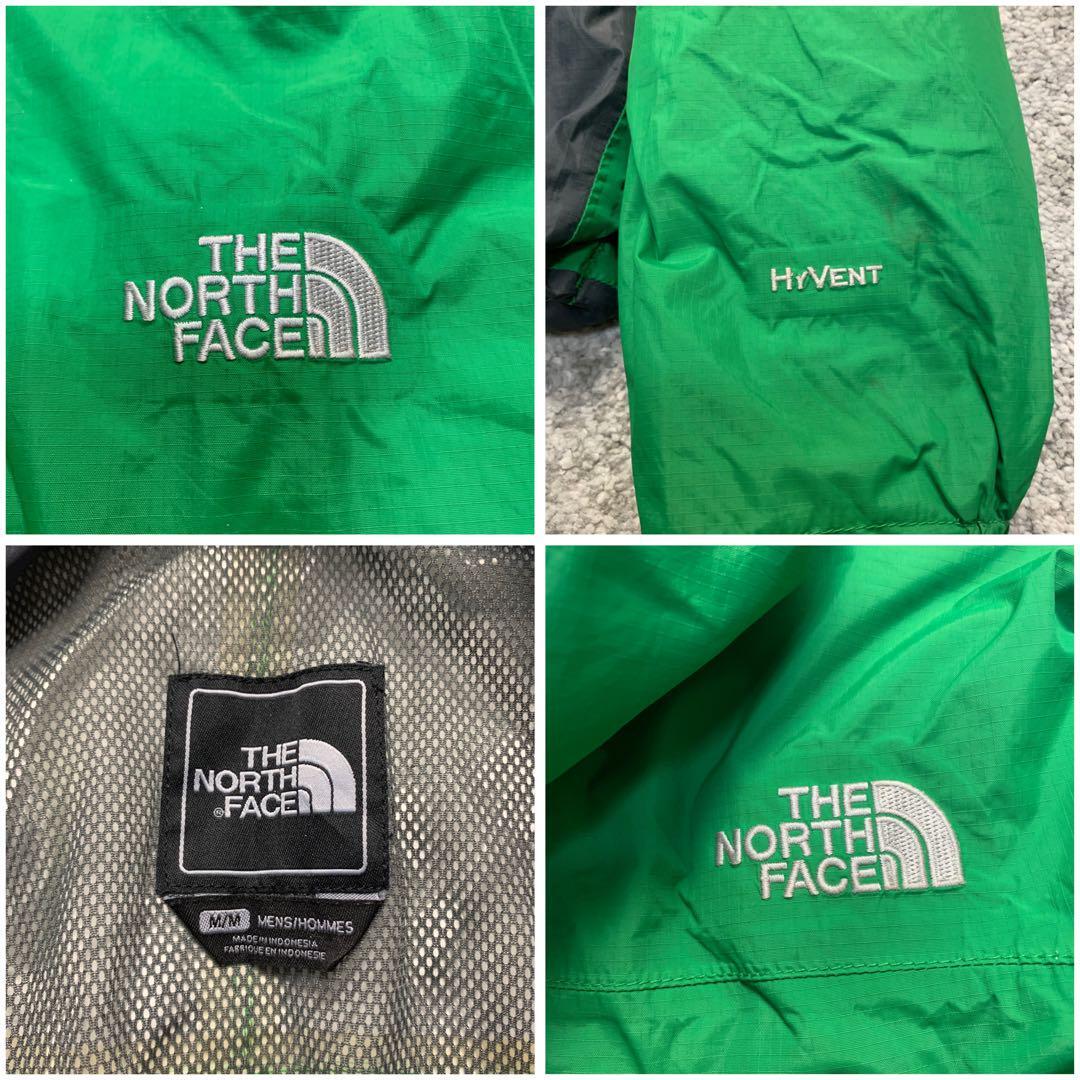 THE
NORTH
FACE
HYVENT
THE
NORTH
®FACE
M/M MENS/HOMMES
MADE IN INDONESIA
FABRIQUE EN INDONESIE
THE
NORTH
FACE